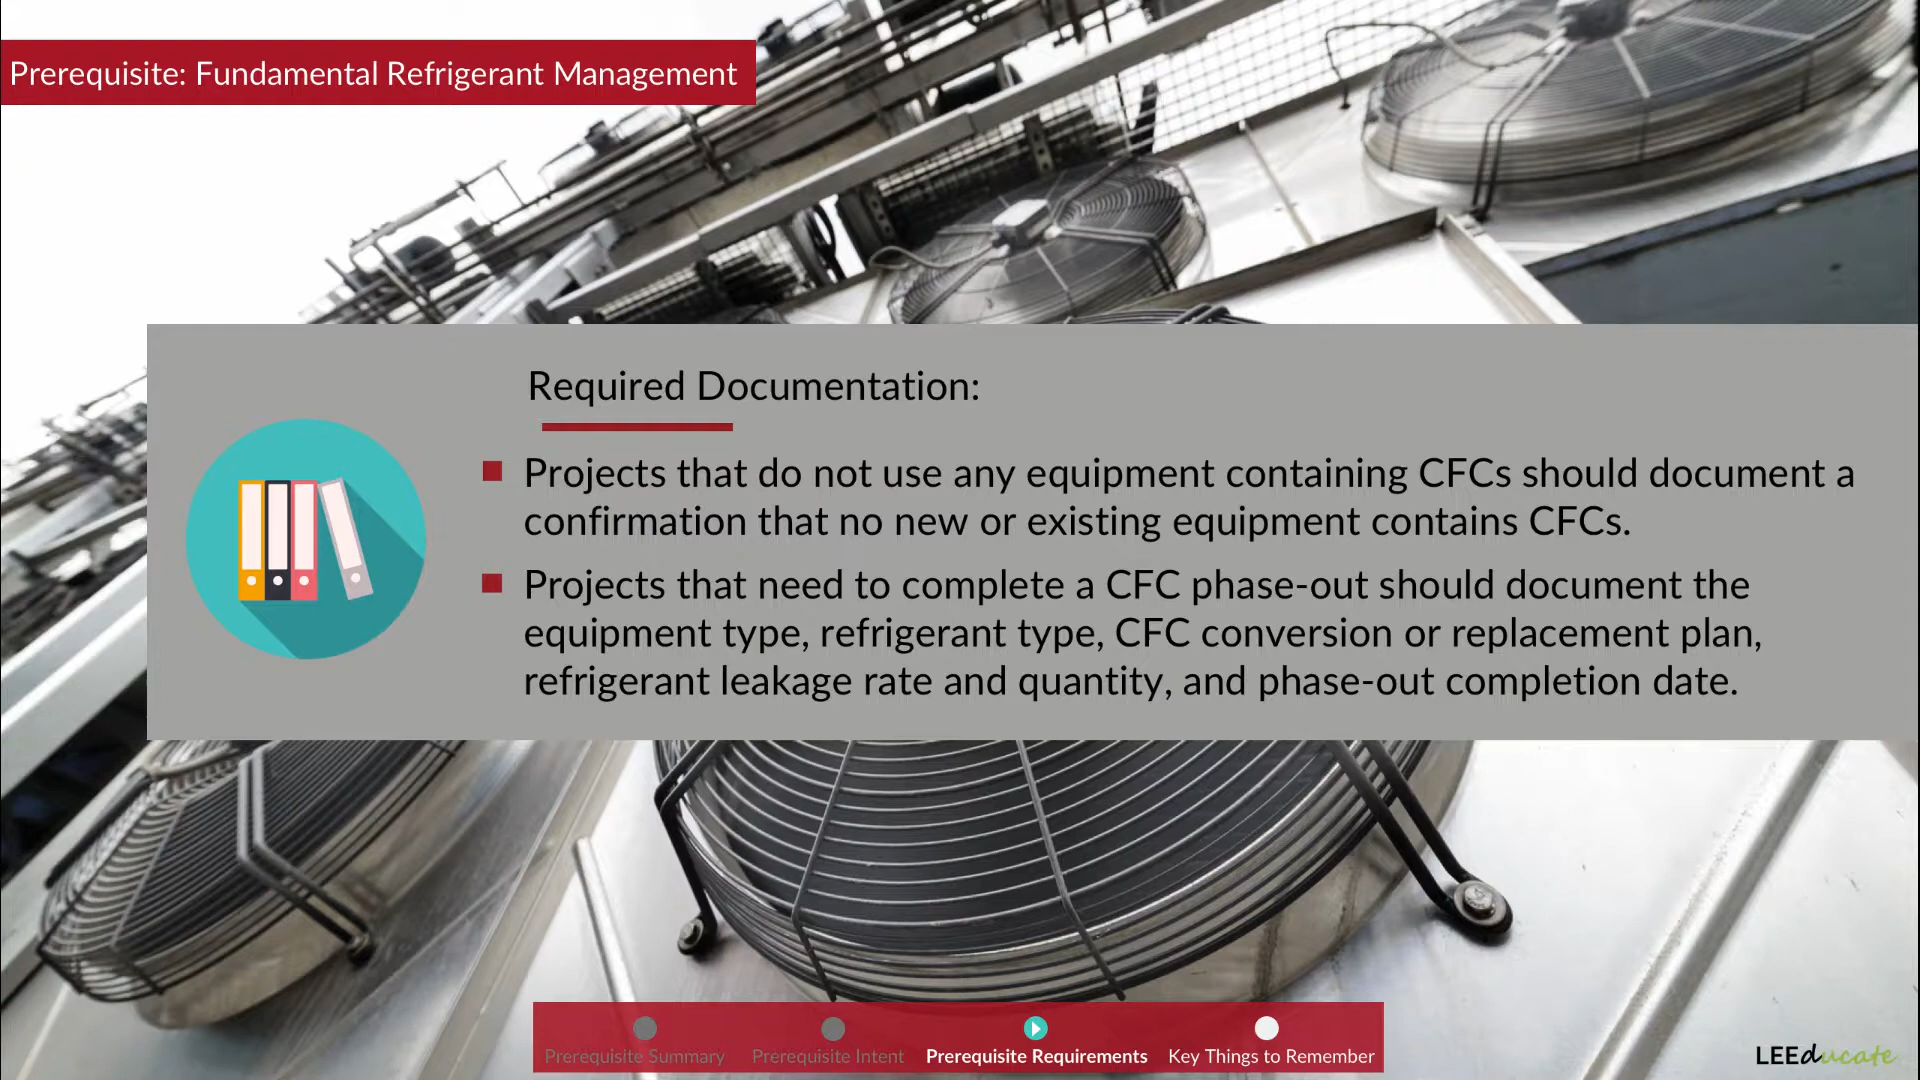 Prerequisite: Fundamental Refrigerant Management
Required Documentation:
Projects that do not use any equipment containing CFCs should document a
confirmation that no new or existing equipment contains CFCs.
Projects that need to complete a CFC phase-out should document the
equipment type, refrigerant type, CFC conversion or replacement plan,
refrigerant leakage rate and quantity, and phase-out completion date.
Prerequisite Summary
Prerequisite Intent
Prerequisite Requirements
Key Things to Remember
LEEducate